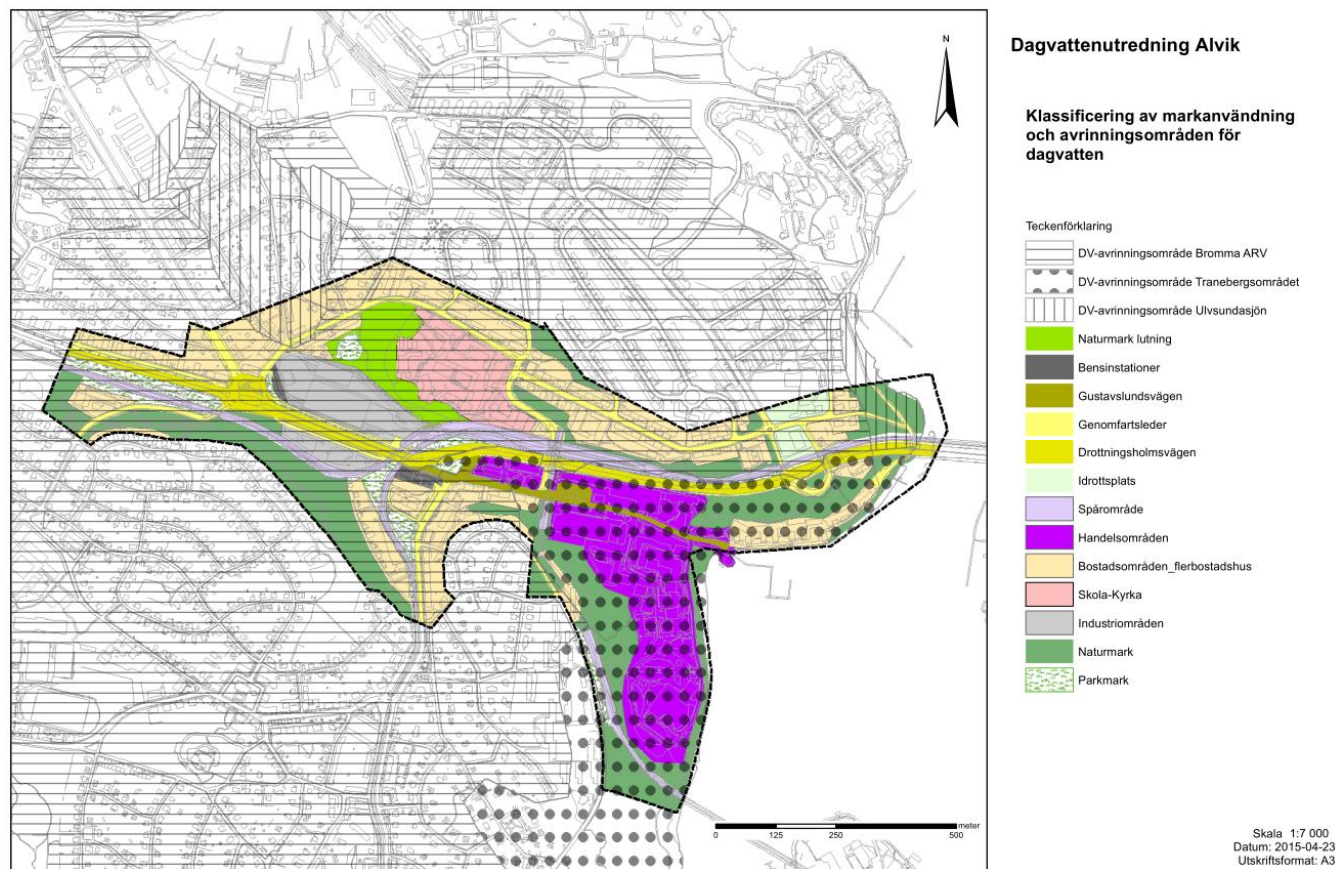 Dagvattenutredning Alvik
Klassificering av markanvändning
och avrinningsområden för
dagvatten
N
Teckenförklaring
DV-avrinningsområde Bromma ARV
DV-avrinningsområde Tranebergsområdet
DV-avrinningsområde Ulvsundasjön
Naturmark lutning
Bensinstationer
Gustavslundsvägen
Genomfartsleder
Drottningsholmsvägen
Idrottsplats
Spårområde
Handelsområden
Bostadsområden_flerbostadshus
Skola-Kyrka
Industriområden
Naturmark
Parkmark
meter
0 125 250 500
Skala 1:7 000
Datum: 2015-04-23
Utskriftsformat: A3